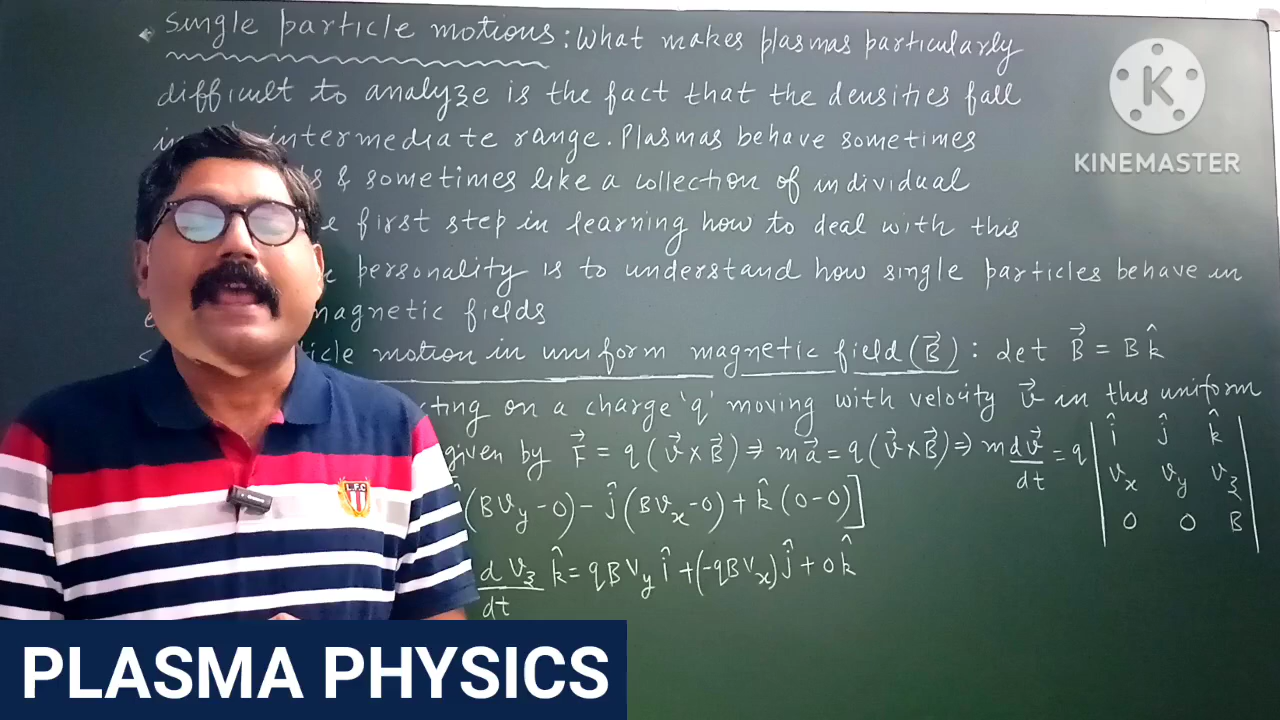 Single particle motions: What makes plasmas particularly
difficult to analyze is the fact that the densities fall
intermediate range. Plasmas behave sometimes
& sometimes like a collection of individual
first step in learning how to deal with this
personality is to understand how single particles behave in
magnetic fields
motion in uniform magnetic field (B⃗) : det B⃗ = B k̂
on a charge 'q' moving with velocity v⃗ in this uniform
given by F⃗ = q(v⃗ × B⃗) ⇒ ma⃗ = q(v⃗ × B⃗) ⇒ m dv⃗/dt = q | î ĵ k̂ |
| vx vy vz |
| 0 0 B |
(Bvy − 0) − ĵ (Bvx − 0) + k̂ (0 − 0)]
dvz/dt k̂ = qBvy î + (−qBvx) ĵ + 0 k̂
K
KINEMASTER
L.F.C
PLASMA PHYSICS